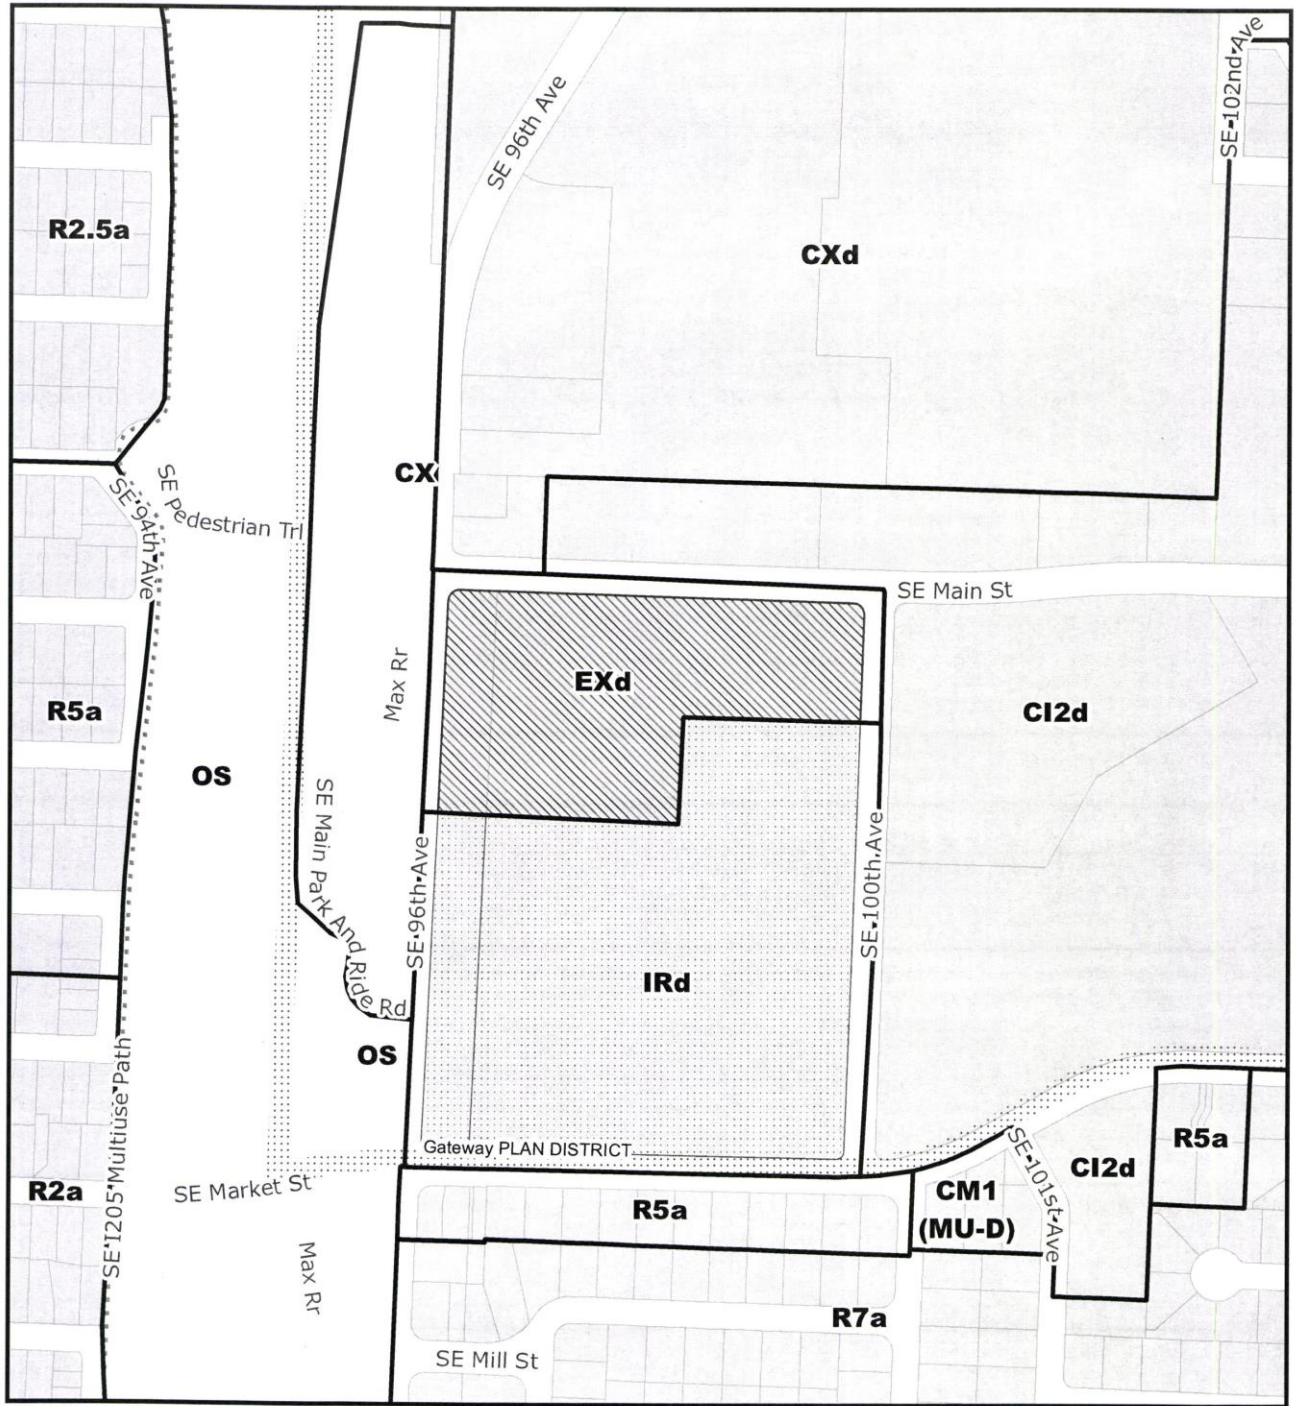 SE 96th Ave
SE 102nd Ave
R2.5a
CXd
CX
SE Pedestrian Trl
SE 94th Ave
SE Main St
Max Rr
EXd
R5a
CI2d
OS
SE Main Park And Ride Rd
SE 96th Ave
SE 100th Ave
IRd
OS
SE I205 Multiuse Path
Gateway PLAN DISTRICT
SE 101st Ave
R5a
CI2d
R2a
SE Market St
R5a
CM1
(MU-D)
Max Rr
R7a
SE Mill St